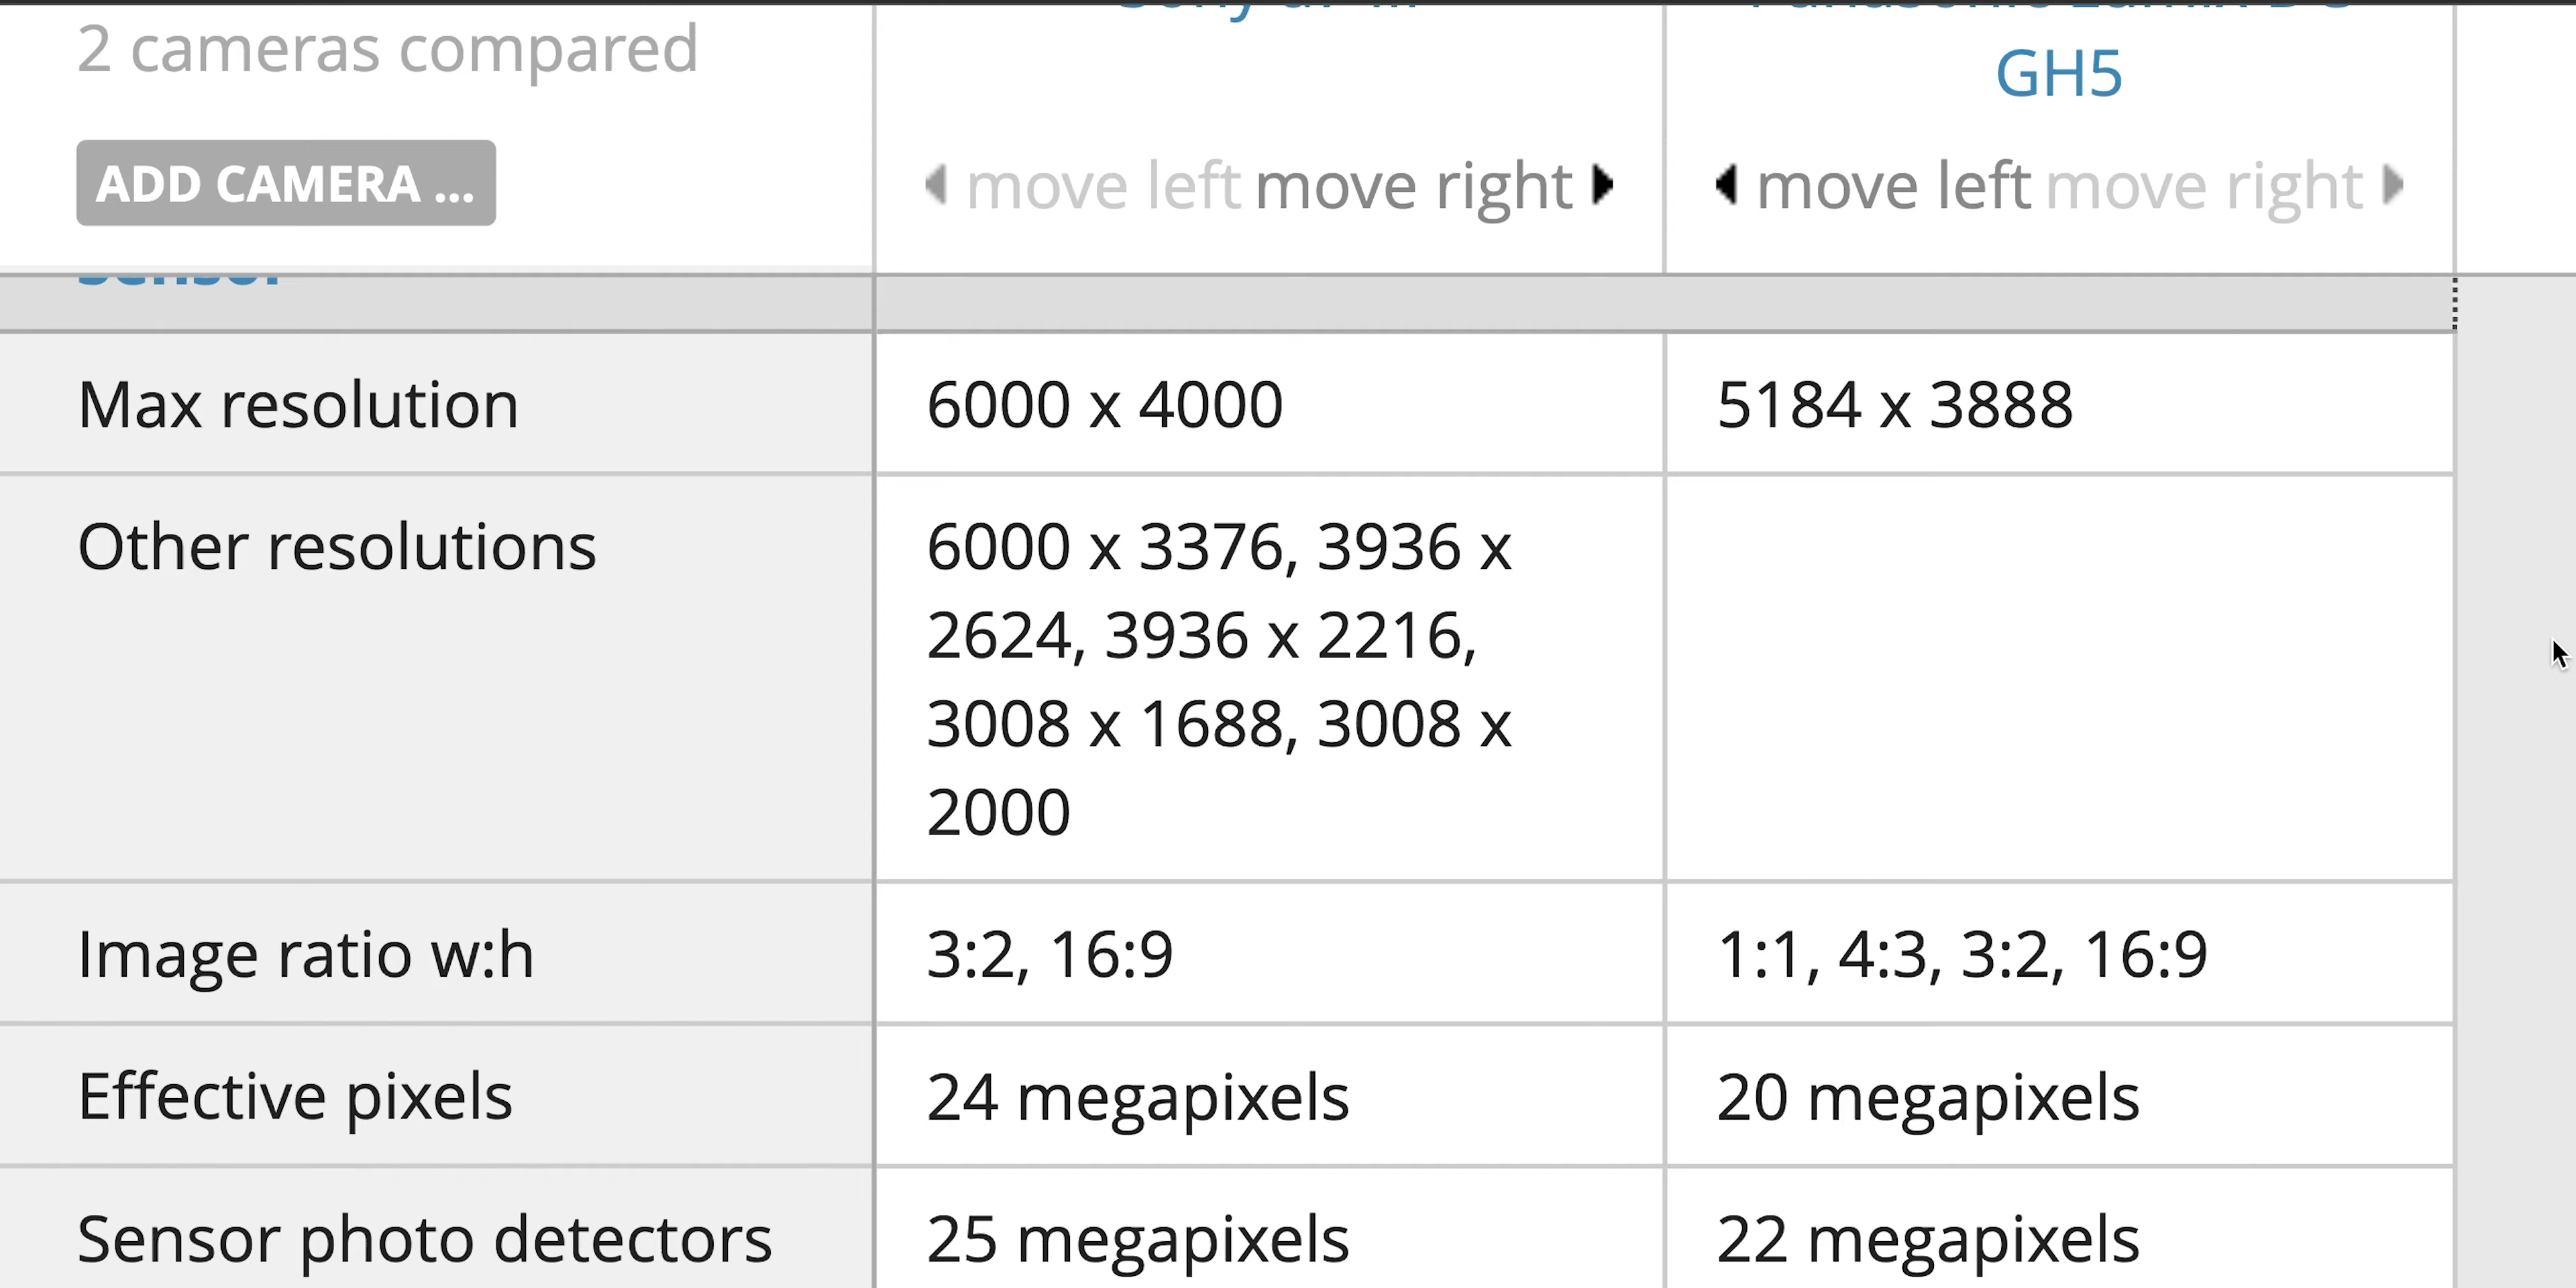 2 cameras compared
GH5
ADD CAMERA ...
move left move right
move left move right
Sensor
Max resolution
6000 x 4000
5184 x 3888
Other resolutions
6000 x 3376, 3936 x
2624, 3936 x 2216,
3008 x 1688, 3008 x
2000
Image ratio w:h
3:2, 16:9
1:1, 4:3, 3:2, 16:9
Effective pixels
24 megapixels
20 megapixels
Sensor photo detectors
25 megapixels
22 megapixels